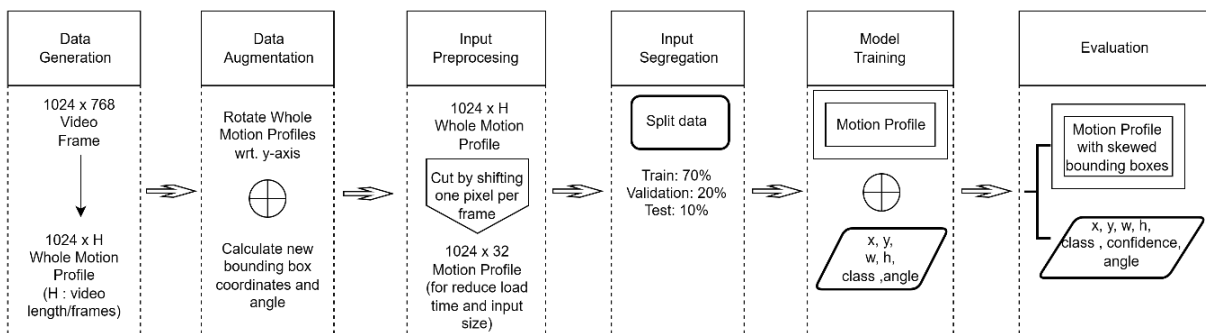 Data
Generation
1024 x 768
Video
Frame
1024 x H
Whole Motion
Profile
(H : video
length/frames)
Data
Augmentation
Rotate Whole
Motion Profiles
wrt. y-axis
Calculate new
bounding box
coordinates and
angle
Input
Preprocesing
1024 x H
Whole Motion
Profile
Cut by shifting
one pixel per
frame
1024 x 32
Motion Profile
(for reduce load
time and input
size)
Input
Segregation
Split data
Train: 70%
Validation: 20%
Test: 10%
Model
Training
Motion Profile
x, y,
w, h,
class ,angle
Evaluation
Motion Profile
with skewed
bounding boxes
x, y, w, h,
class , confidence,
angle